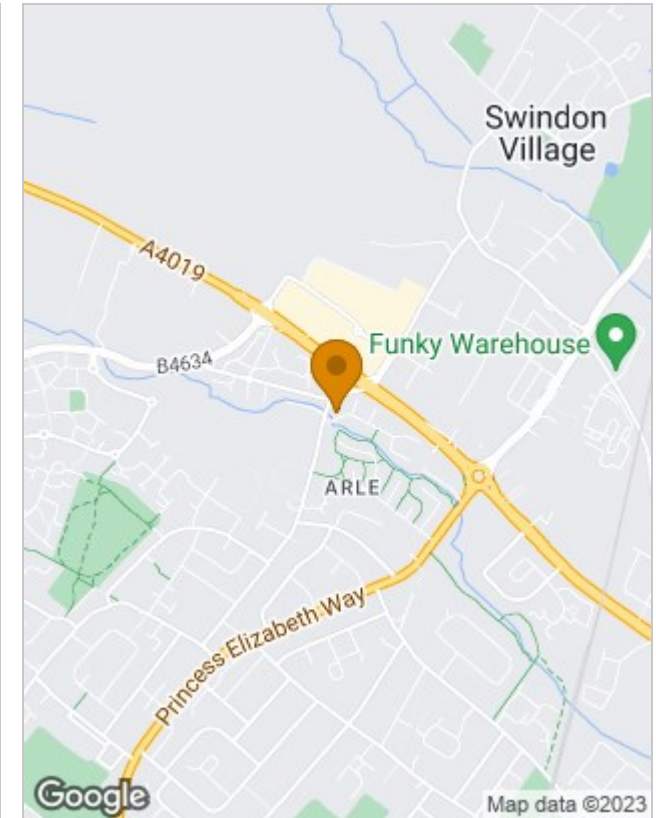 Swindon
Village
A4019
Funky Warehouse
B4634
ARLE
Princess Elizabeth Way
Google
Map data ©2023